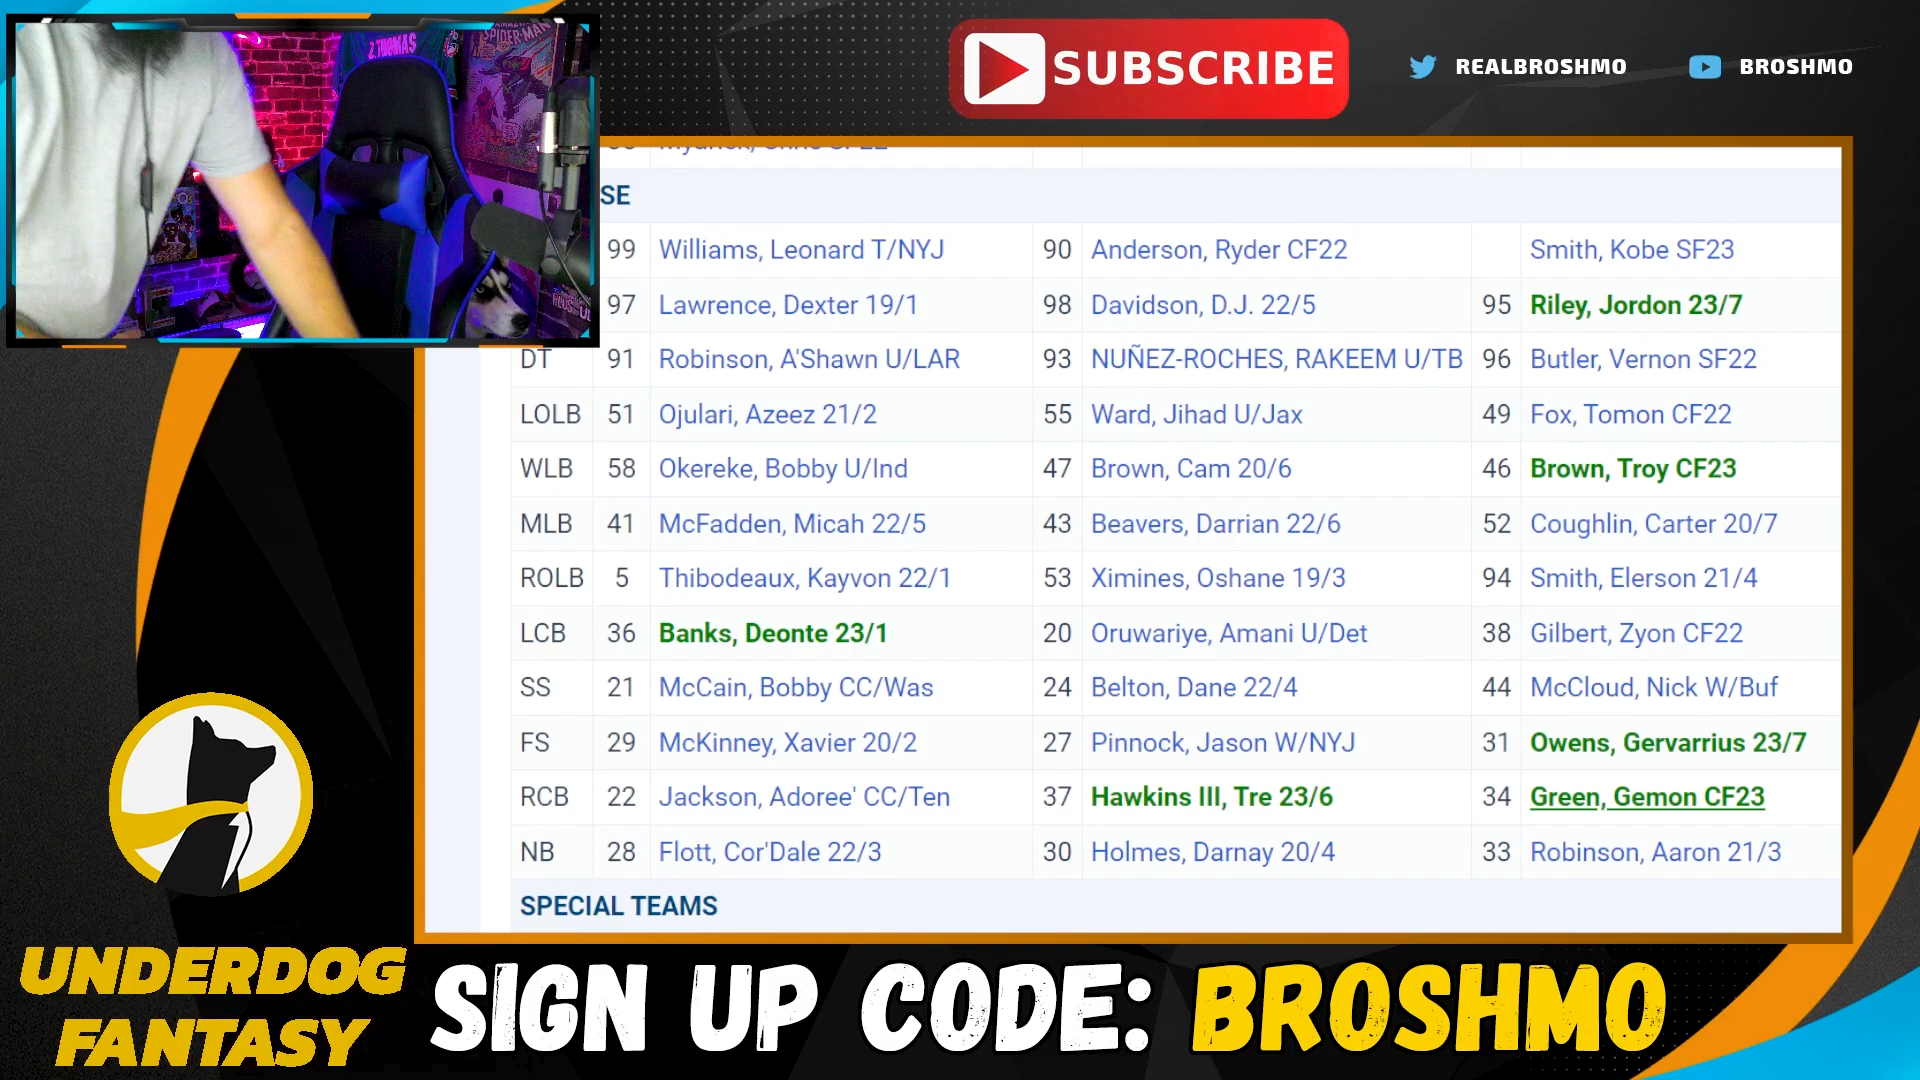 J.THOMAS
SPIDER-MAN
SUBSCRIBE
REALBROSHMO
BROSHMO
SE
99 Williams, Leonard T/NYJ 90 Anderson, Ryder CF22 Smith, Kobe SF23
97 Lawrence, Dexter 19/1 98 Davidson, D.J. 22/5 95 Riley, Jordon 23/7
DT 91 Robinson, A'Shawn U/LAR 93 NUÑEZ-ROCHES, RAKEEM U/TB 96 Butler, Vernon SF22
LOLB 51 Ojulari, Azeez 21/2 55 Ward, Jihad U/Jax 49 Fox, Tomon CF22
WLB 58 Okereke, Bobby U/Ind 47 Brown, Cam 20/6 46 Brown, Troy CF23
MLB 41 McFadden, Micah 22/5 43 Beavers, Darrian 22/6 52 Coughlin, Carter 20/7
ROLB 5 Thibodeaux, Kayvon 22/1 53 Ximines, Oshane 19/3 94 Smith, Elerson 21/4
LCB 36 Banks, Deonte 23/1 20 Oruwariye, Amani U/Det 38 Gilbert, Zyon CF22
SS 21 McCain, Bobby CC/Was 24 Belton, Dane 22/4 44 McCloud, Nick W/Buf
FS 29 McKinney, Xavier 20/2 27 Pinnock, Jason W/NYJ 31 Owens, Gervarrius 23/7
RCB 22 Jackson, Adoree' CC/Ten 37 Hawkins III, Tre 23/6 34 Green, Gemon CF23
NB 28 Flott, Cor'Dale 22/3 30 Holmes, Darnay 20/4 33 Robinson, Aaron 21/3
SPECIAL TEAMS
UNDERDOG
FANTASY
SIGN UP CODE: BROSHMO